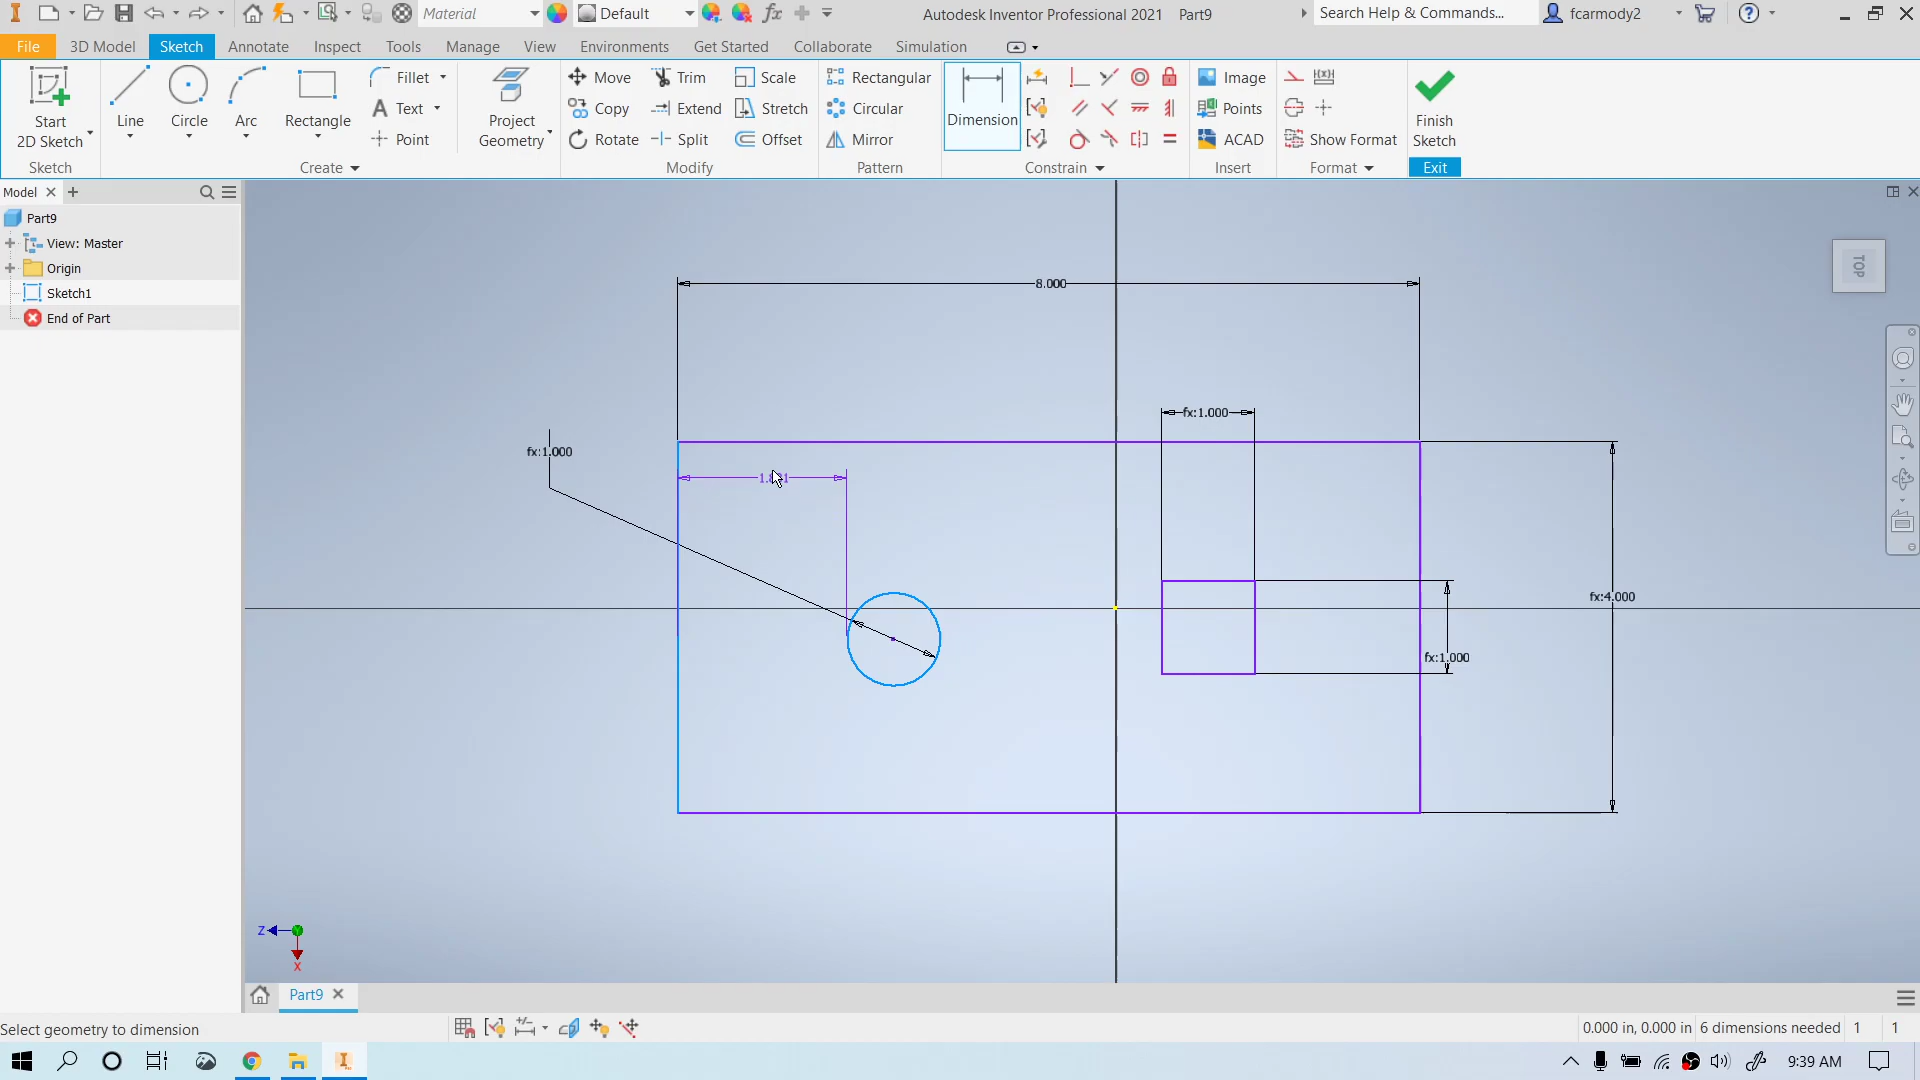 Material
Default
Autodesk Inventor Professional 2021 Part9
Search Help & Commands...
fcarmody2
File
3D Model
Sketch
Annotate
Inspect
Tools
Manage
View
Environments
Get Started
Collaborate
Simulation
Start
2D Sketch
Line
Circle
Arc
Rectangle
Fillet
Text
Point
Project
Geometry
Move
Copy
Rotate
Trim
Extend
Split
Scale
Stretch
Offset
Rectangular
Circular
Mirror
Dimension
Image
Points
ACAD
Show Format
Finish
Sketch
Sketch
Create
Modify
Pattern
Constrain
Insert
Format
Exit
Model
Part9
View: Master
Origin
Sketch1
End of Part
TOP
8.000
fx:1.000
fx:1.000
fx:4.000
fx:1.000
Z
X
Part9
Select geometry to dimension
0.000 in, 0.000 in 6 dimensions needed 1 1
9:39 AM